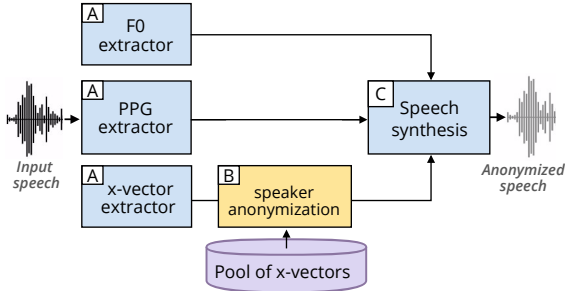 A
F0
extractor
A
PPG
extractor
C
Speech
synthesis
Input
speech
Anonymized
speech
A
x-vector
extractor
B
speaker
anonymization
Pool of x-vectors